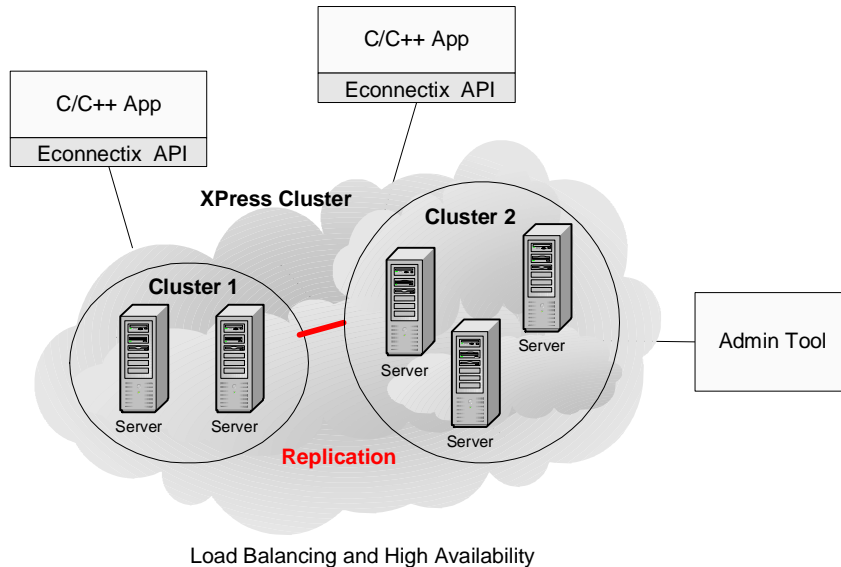 C/C++ App
Econnectix API
C/C++ App
Econnectix API
XPress Cluster
Cluster 2
Cluster 1
Server
Server
Server
Server
Server
Admin Tool
Replication
Load Balancing and High Availability